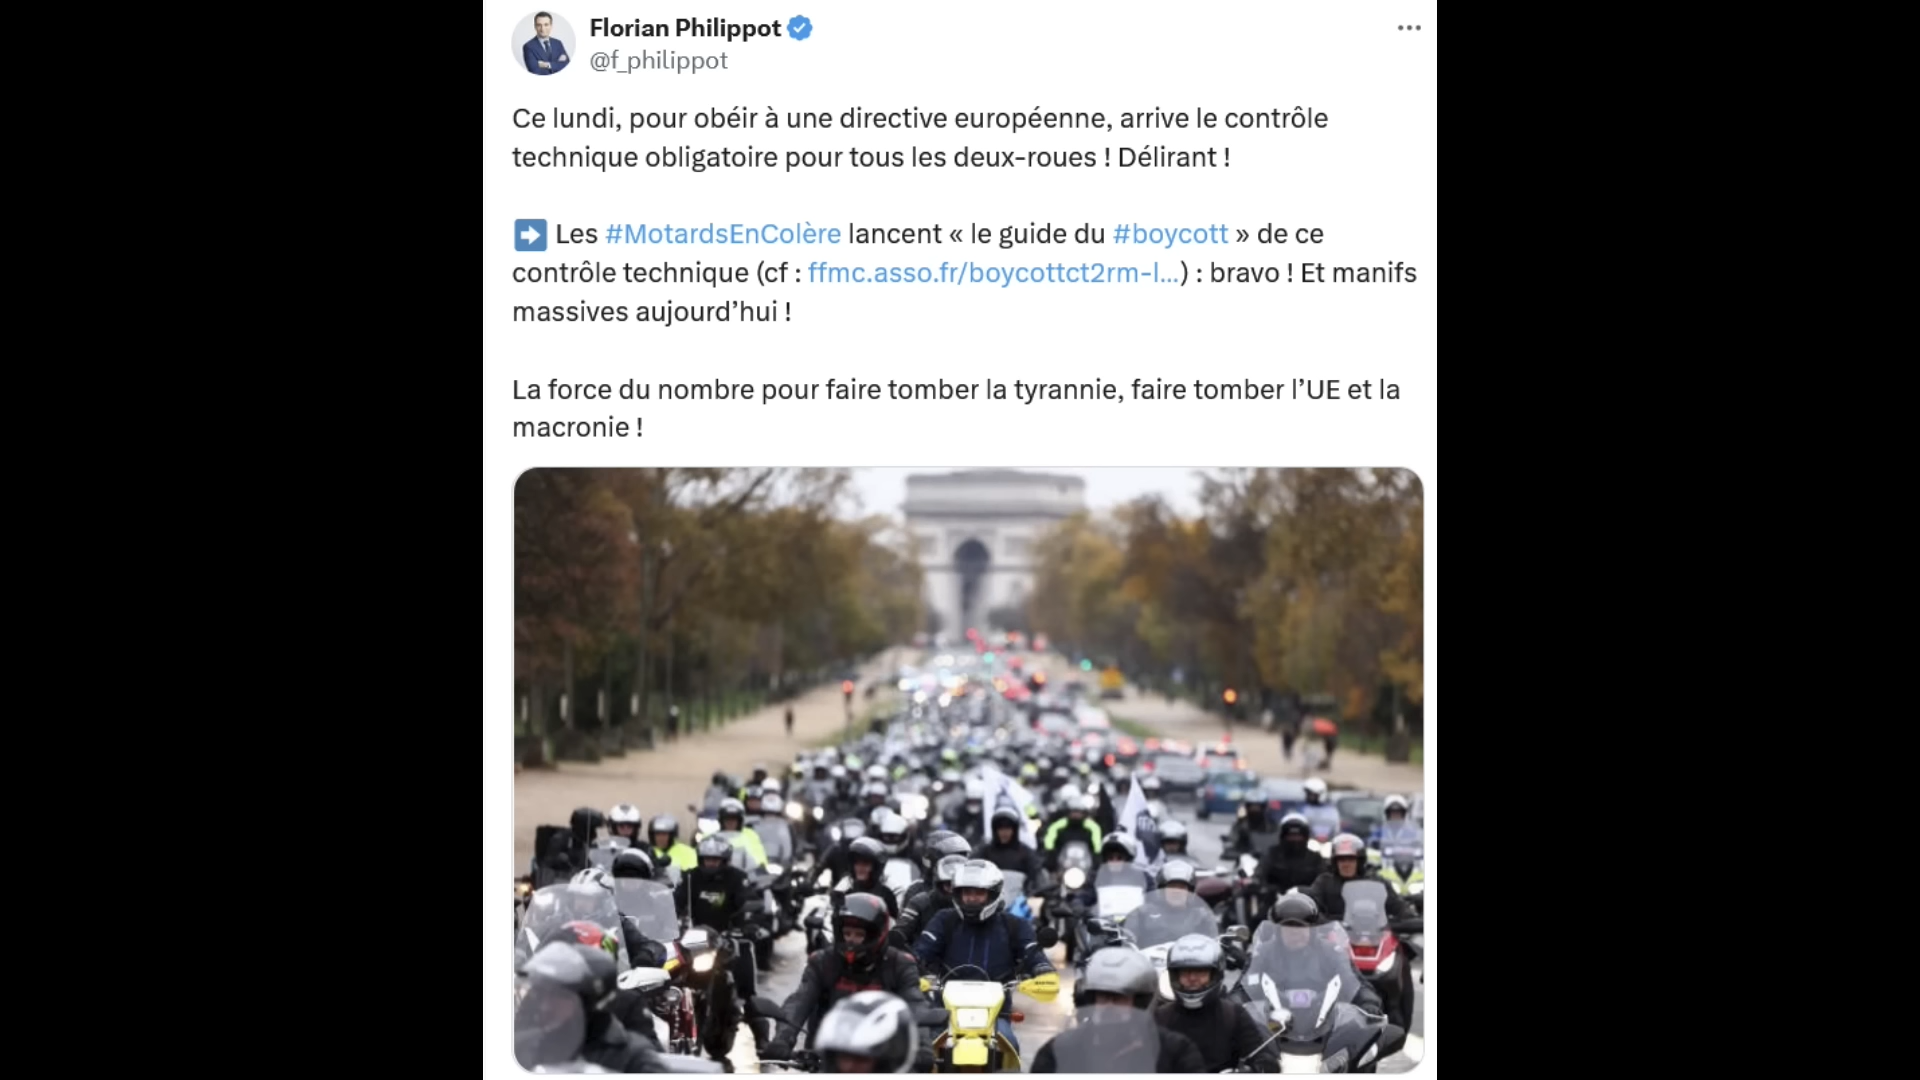 Florian Philippot
@f_philippot
Ce lundi, pour obéir à une directive européenne, arrive le contrôle
technique obligatoire pour tous les deux-roues ! Délirant !
➡️ Les #MotardsEnColère lancent « le guide du #boycott » de ce
contrôle technique (cf : ffmc.asso.fr/boycottct2rm-l…) : bravo ! Et manifs
massives aujourd’hui !
La force du nombre pour faire tomber la tyrannie, faire tomber l’UE et la
macronie !